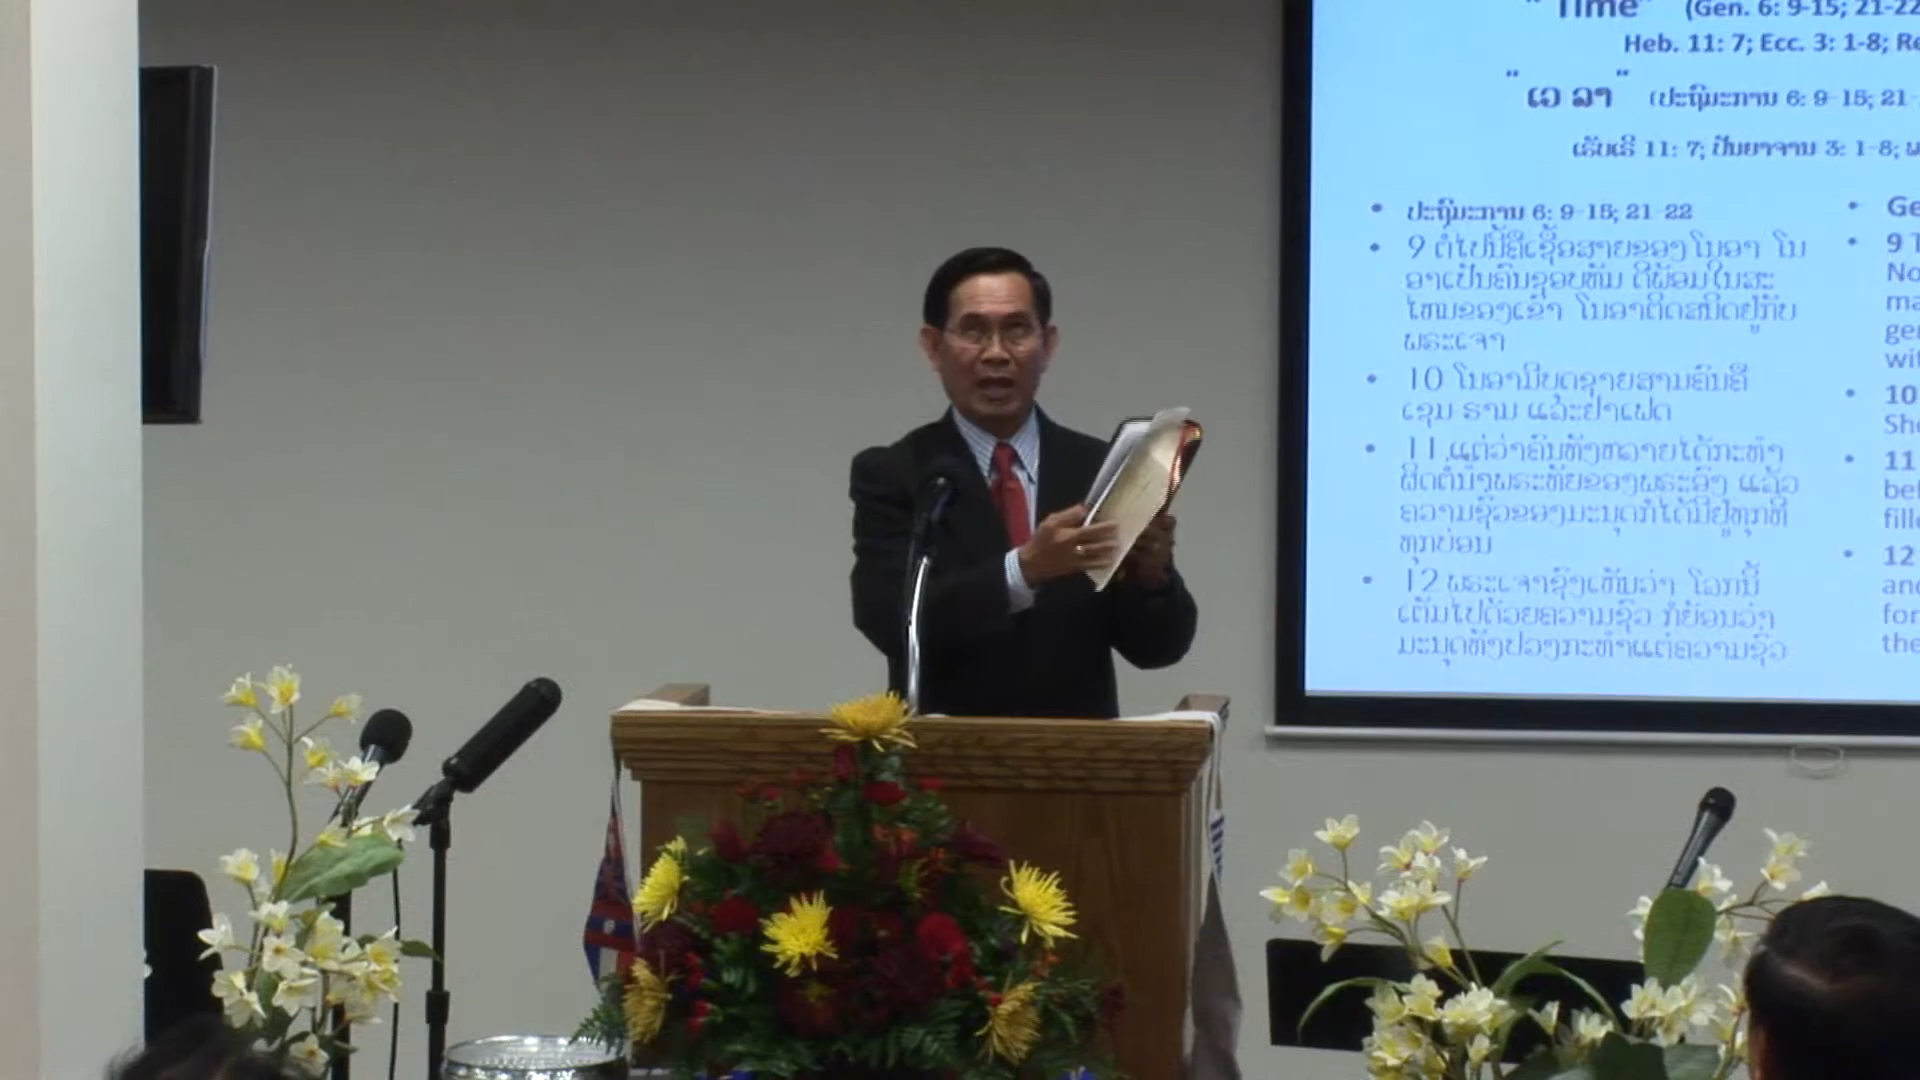 " Time" (Gen. 6: 9-15; 21-22
Heb. 11: 7; Ecc. 3: 1-8; Re
"ເວ ລາ" (ປະຖົມະການ 6: 9-15; 21-
ເຮັບເຣີ 11: 7; ປັນຍາຈານ 3: 1-8; ພ
• ປະຖົມະການ 6: 9-15; 21-22
• 9 ຕໍ່ໄປນີ້ຄືເຊື້ອສາຍຂອງໂນອາ ໂນ
ອາເປັນຄົນຊອບທັມ ດີພ້ອມໃນສະ
ໄຫມຂອງເຂົາ ໂນອາຕິດສນິດຢູ່ກັບ
ພຣະເຈົ້າ
• 10 ໂນອາມີບຸດຊາຍສາມຄົນຄື
ເຊມ ຮາມ ແລະຢາເຟດ
• 11 ແຕ່ວ່າຄົນທັງຫລາຍໄດ້ກະທຳ
ຜິດຕໍ່ນ້ຳພຣະທັຍຂອງພຣະອົງ ແລ້ວ
ຄວາມຊົ່ວຂອງມະນຸດກໍໄດ້ມີຢູ່ທຸກທີ່
ທຸກບ່ອນ
• 12 ພຣະເຈົ້າຊົງເຫັນວ່າ ໂລກນີ້
ເຕັມໄປດ້ວຍຄວາມຊົ່ວ ກໍຍ້ອນວ່າ
ມະນຸດທັງປວງກະທຳແຕ່ຄວາມຊົ່ວ
• Ge
• 9 T
No
ma
ger
wit
• 10
She
• 11
bef
fille
• 12
and
for
the